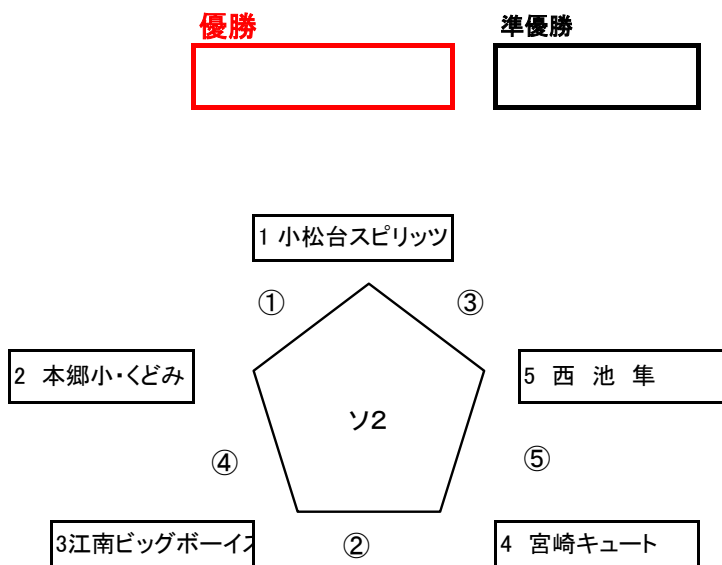 優勝
準優勝
1 小松台スピリッツ
①
③
2 本郷小・くどみ
5 西 池 隼
ソ2
④
⑤
3江南ビッグボーイズ
②
4 宮崎キュート